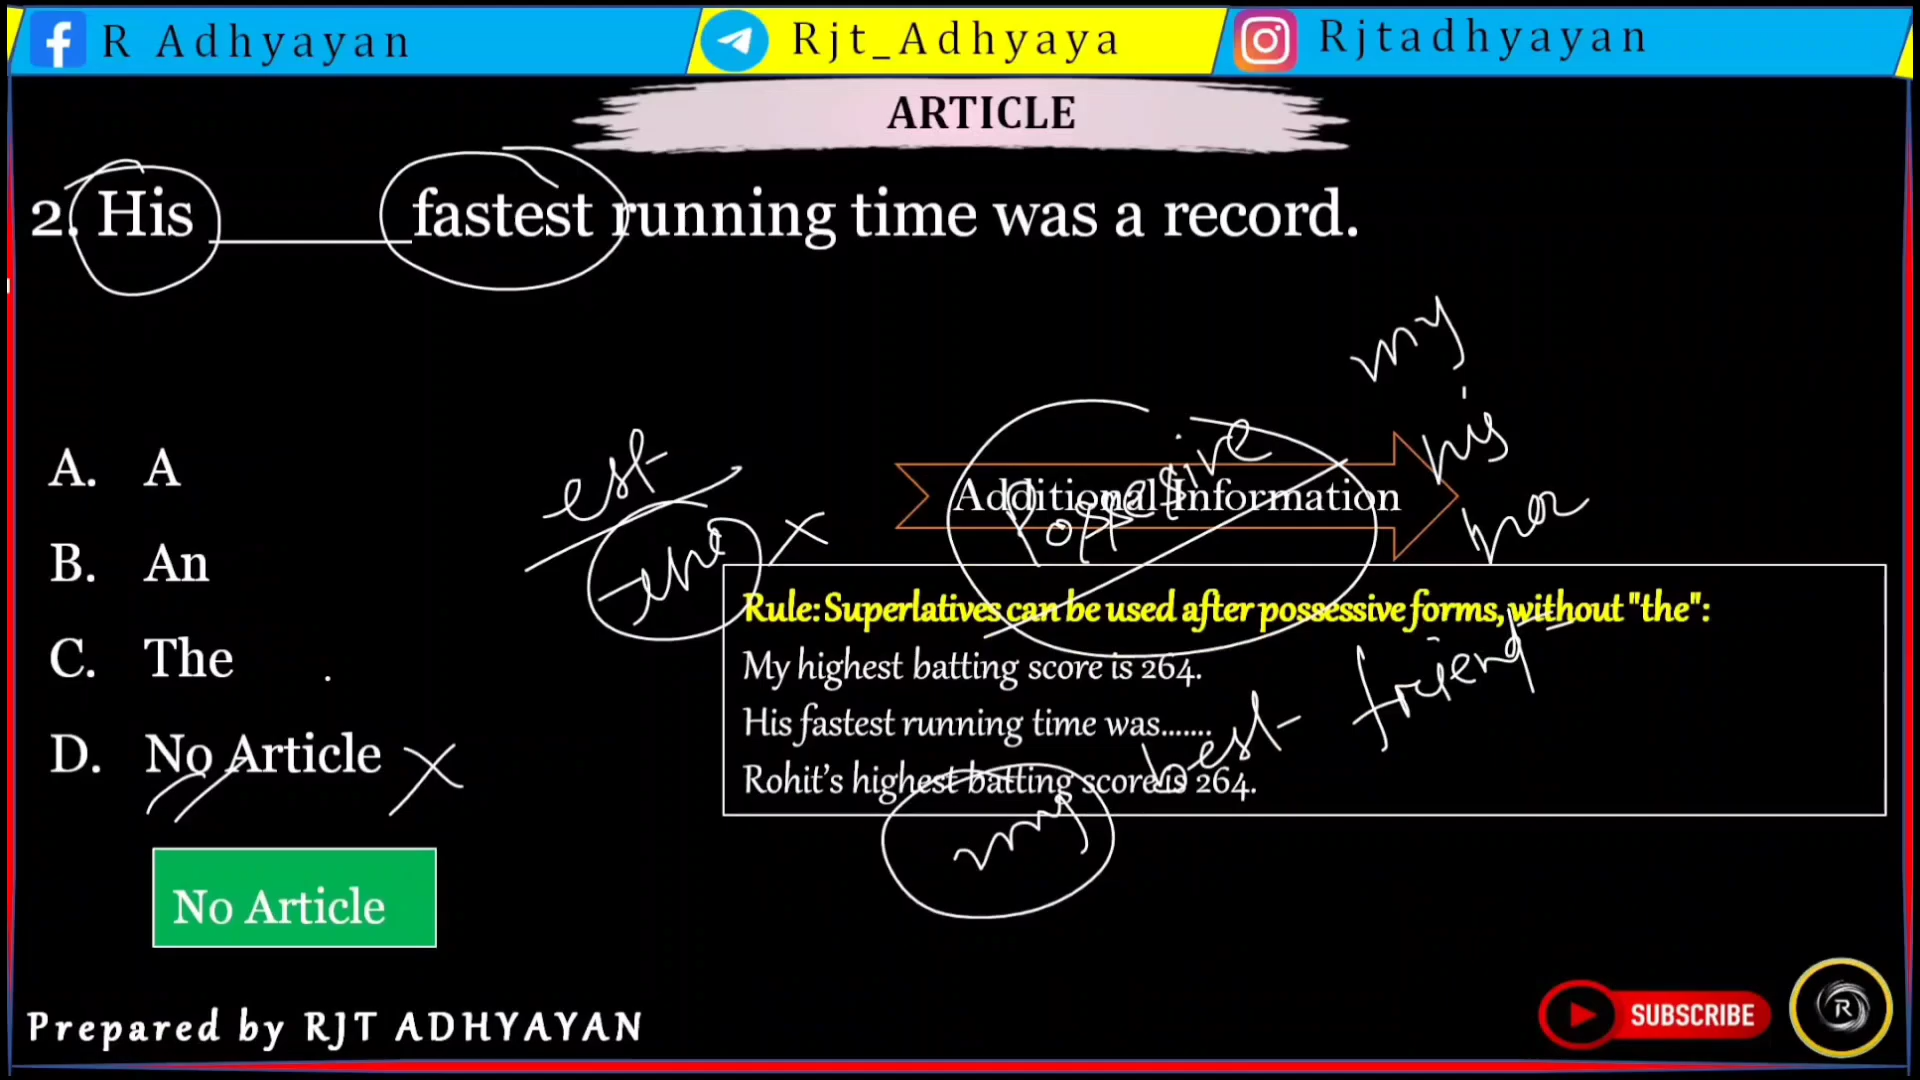 R Adhyayan
Rjt_Adhyaya
Rjtadhyayan
ARTICLE
2. His ________fastest running time was a record.
my
his
her
est
the
A. A
B. An
C. The
D. No Article
Possessive
Additional Information
Rule: Superlatives can be used after possessive forms, without "the":
My highest batting score is 264.
His fastest running time was.......
Rohit's highest batting score is 264.
my best friend
No Article
Prepared by RJT ADHYAYAN
SUBSCRIBE
R